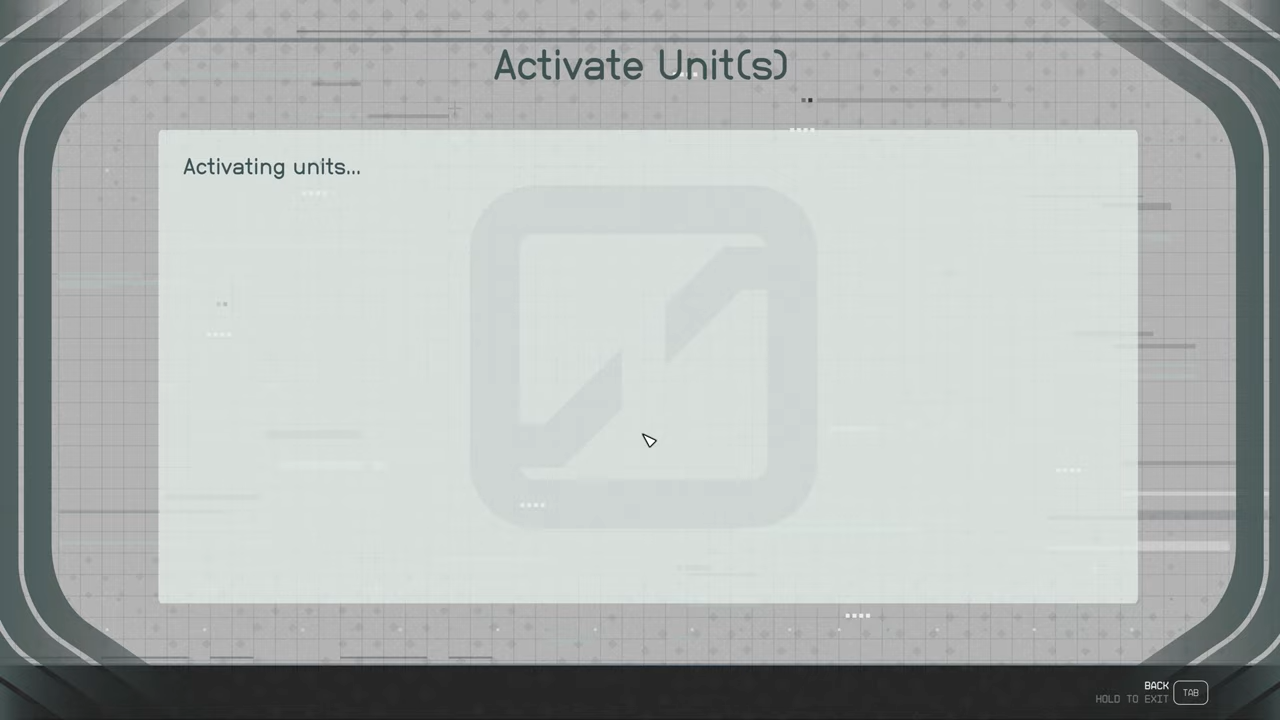 Activate Unit(s)
Activating units...
BACK
HOLD TO EXIT
TAB